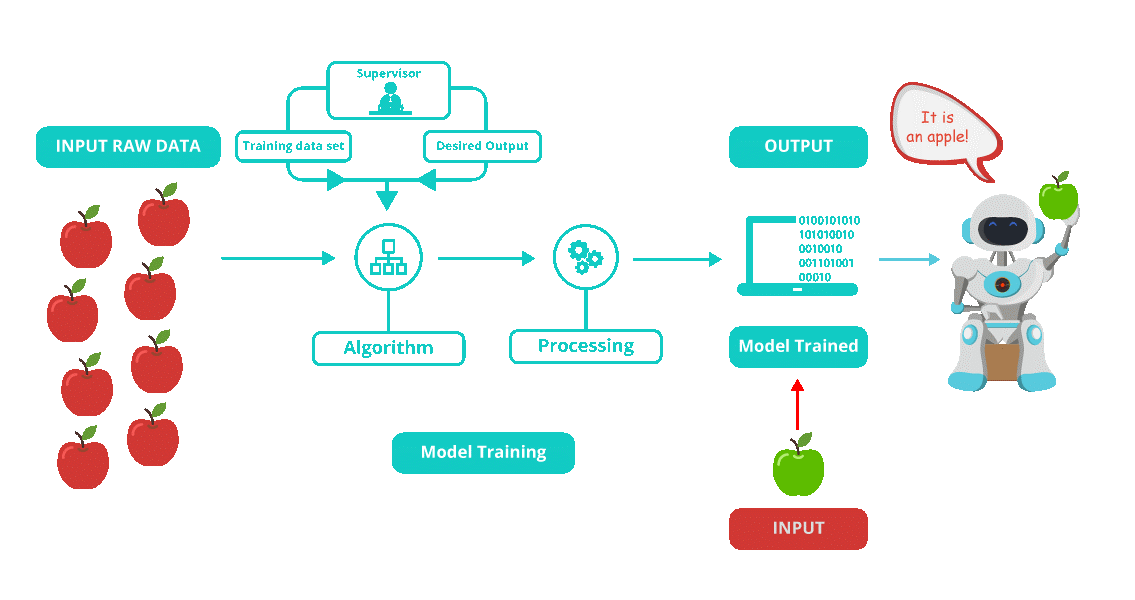 Supervisor
INPUT RAW DATA
Training data set
Desired Output
OUTPUT
It is
an apple!
0100101010
101010010
0010010
001101001
00010
Algorithm
Processing
Model Trained
Model Training
INPUT